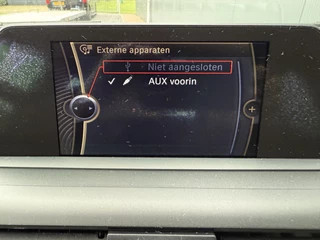 Externe apparaten
Niet aangesloten
AUX voorin